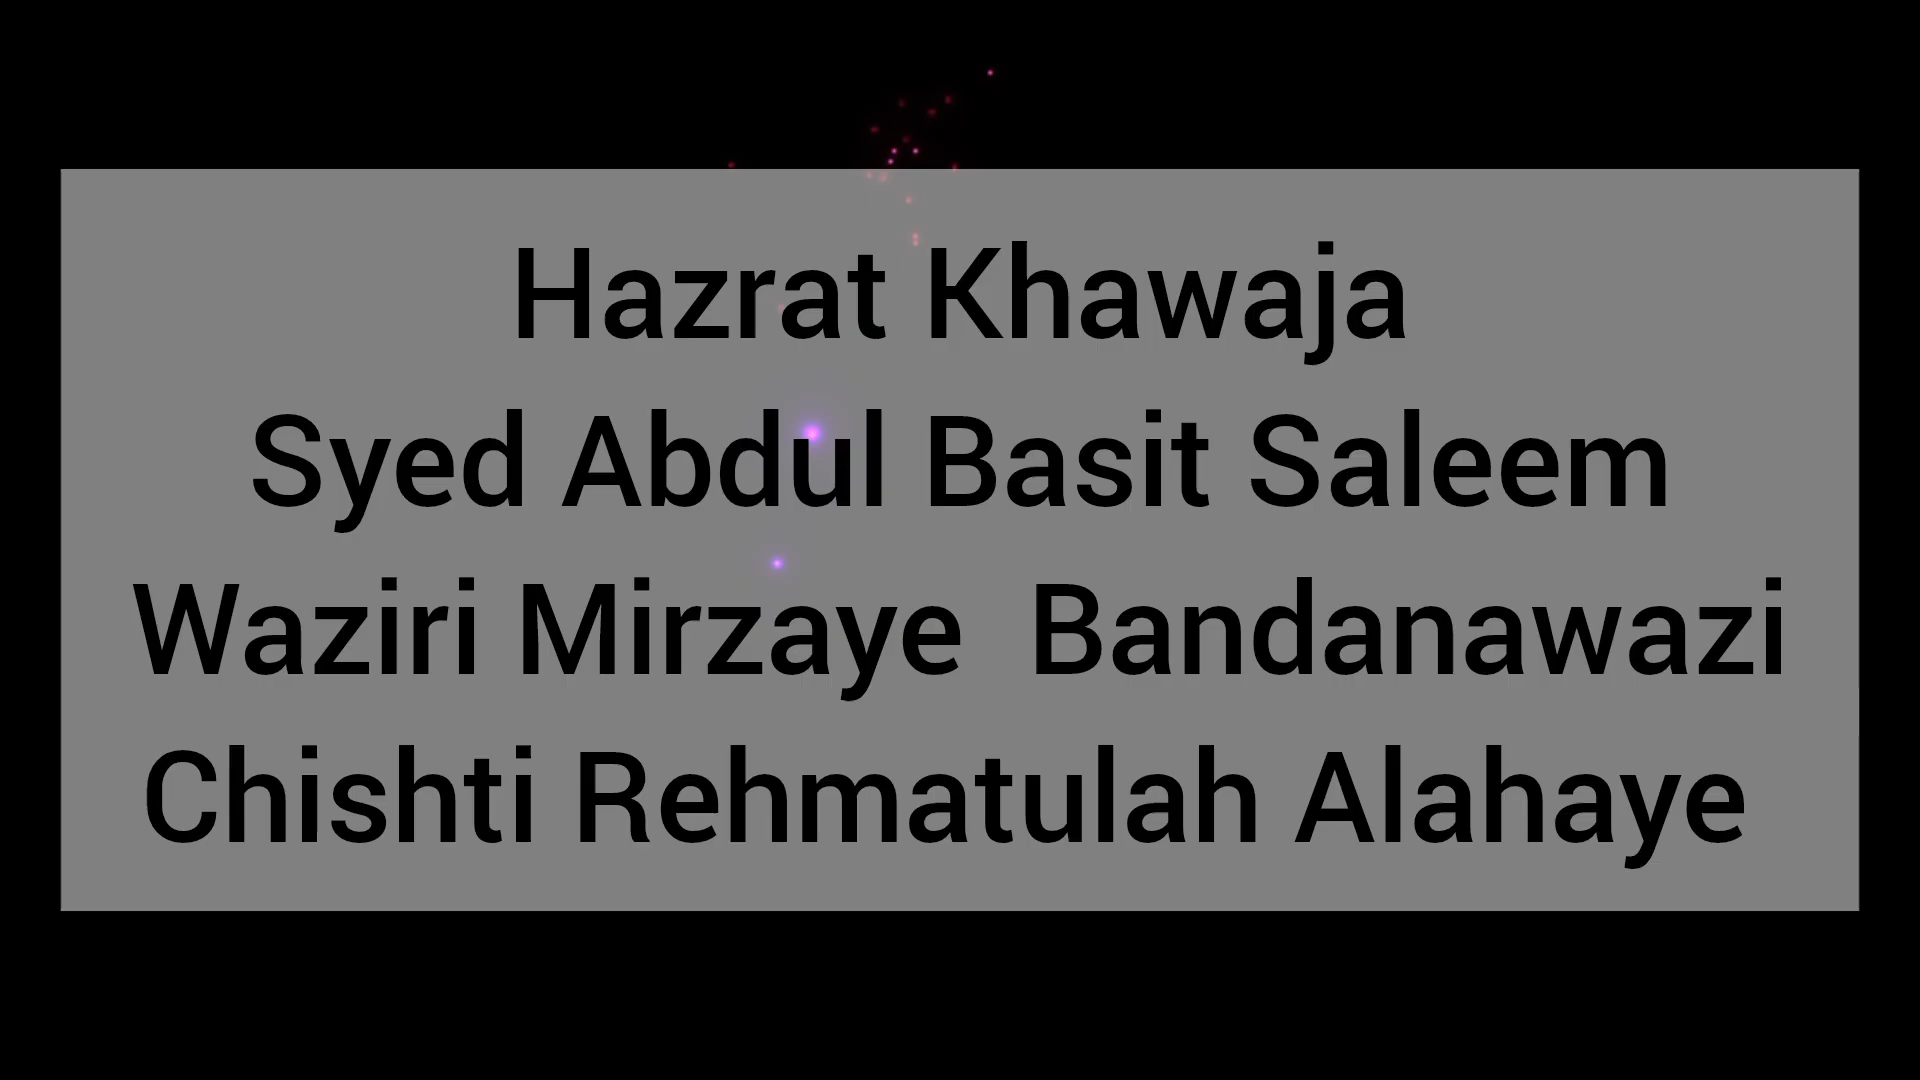 Hazrat Khawaja
Syed Abdul Basit Saleem
Waziri Mirzaye  Bandanawazi
Chishti Rehmatulah Alahaye